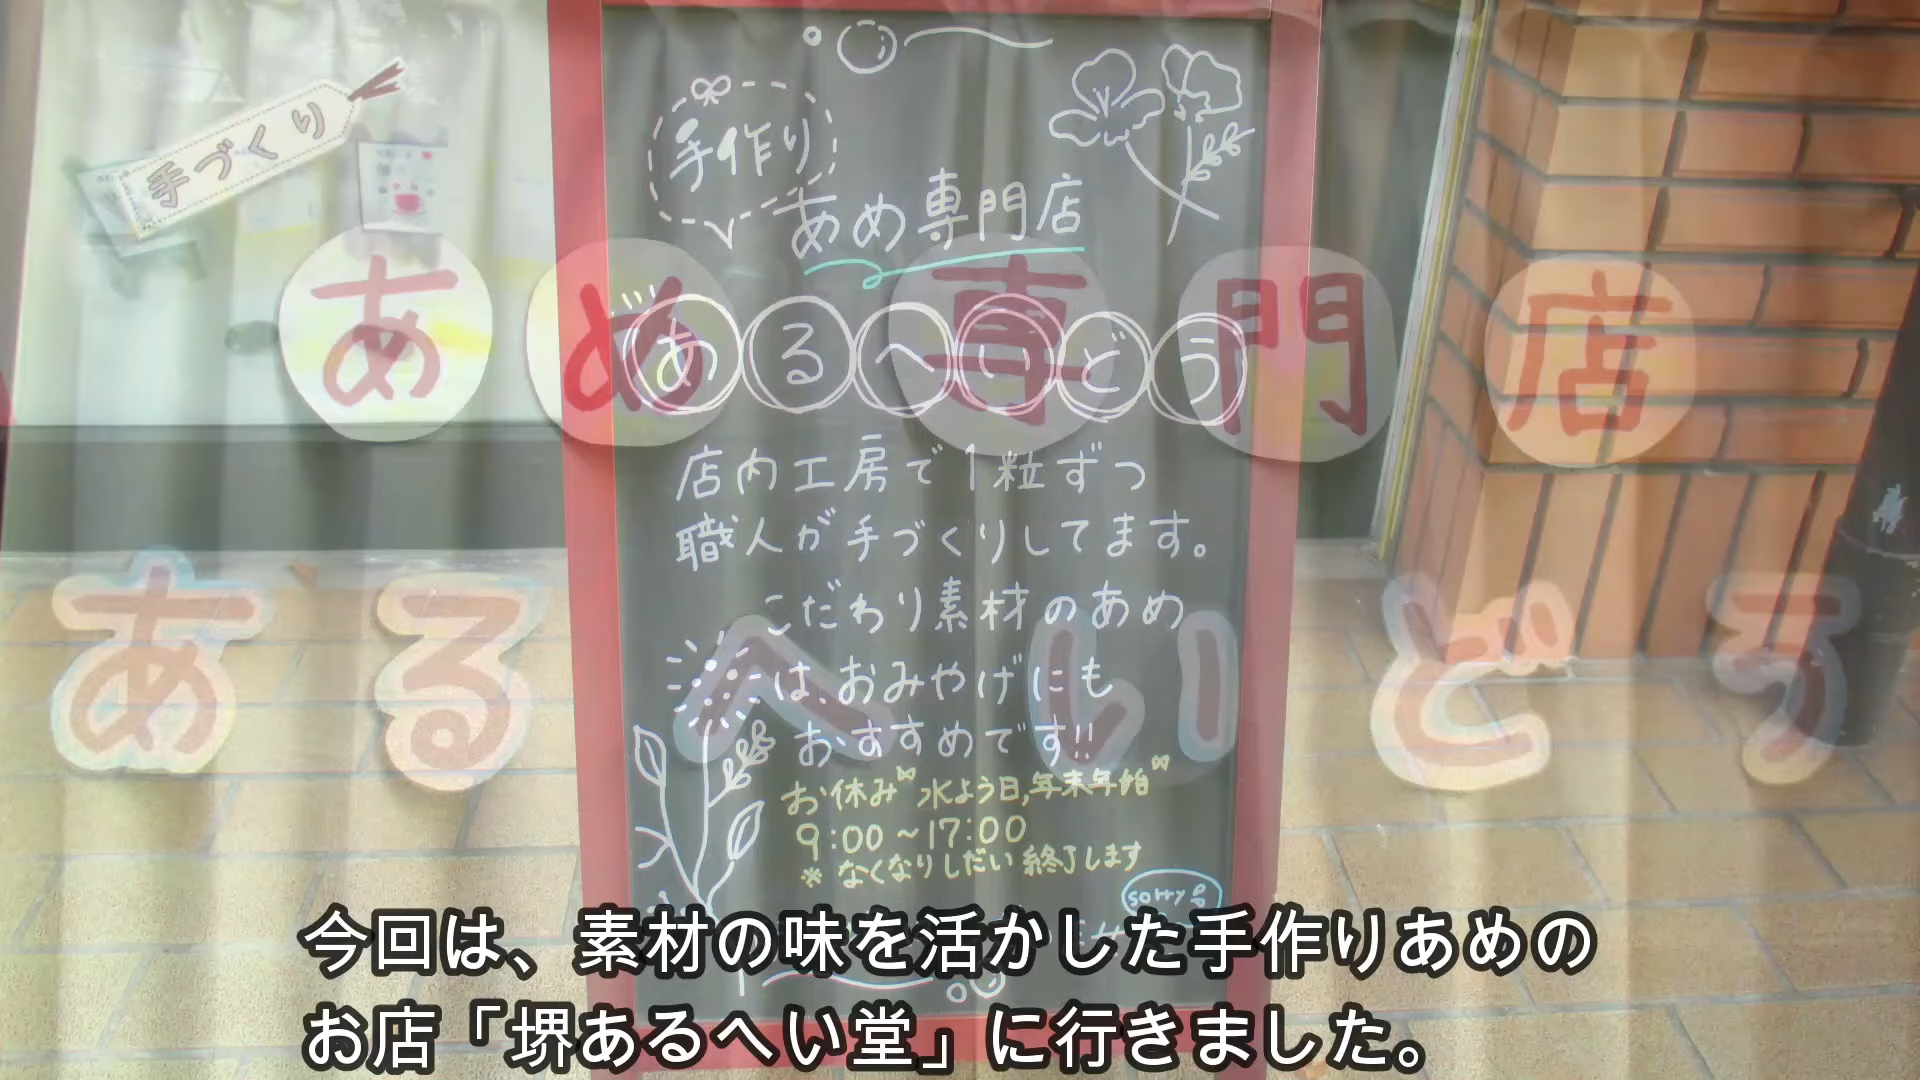 手づくり
手作り
あめ専門店
あめ専門店
あるへいどう
店内工房で1粒ずつ
職人が手づくりしてます。
あるへいどう
こだわり素材のあめ
は、おみやげにも
おすすめです!!
お休み 水よう日,年末年始
9:00～17:00
※なくなりしだい終了します
sorry
今回は、素材の味を活かした手作りあめの
お店「堺あるへい堂」に行きました。